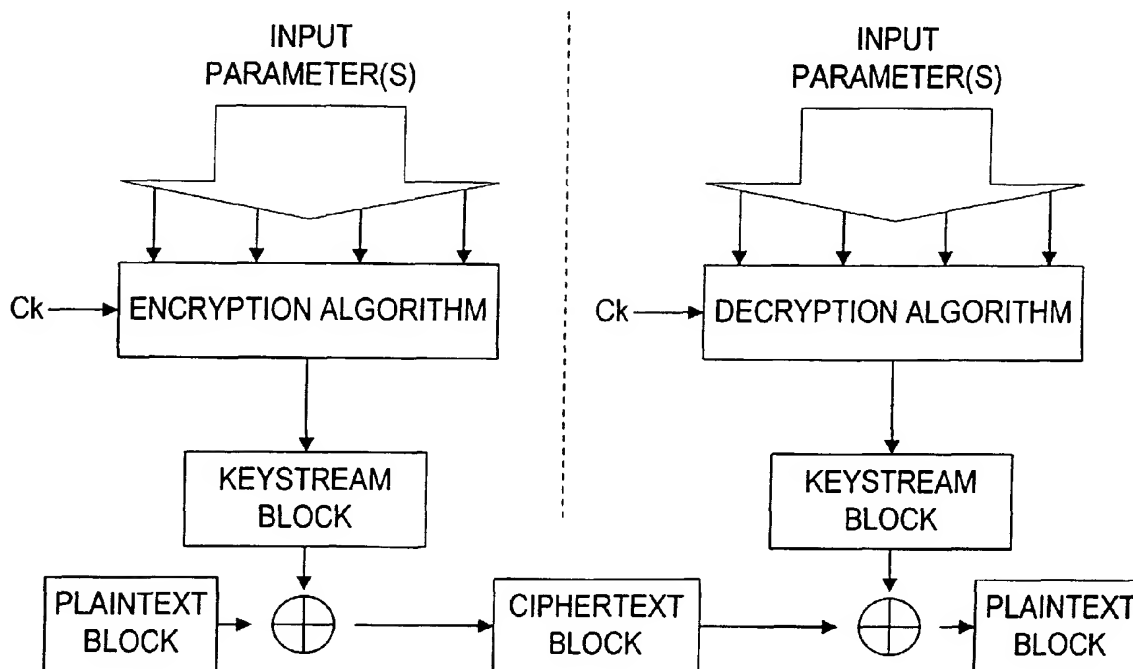 INPUT
PARAMETER(S)
Ck
ENCRYPTION ALGORITHM
KEYSTREAM
BLOCK
PLAINTEXT
BLOCK
CIPHERTEXT
BLOCK
INPUT
PARAMETER(S)
Ck
DECRYPTION ALGORITHM
KEYSTREAM
BLOCK
PLAINTEXT
BLOCK